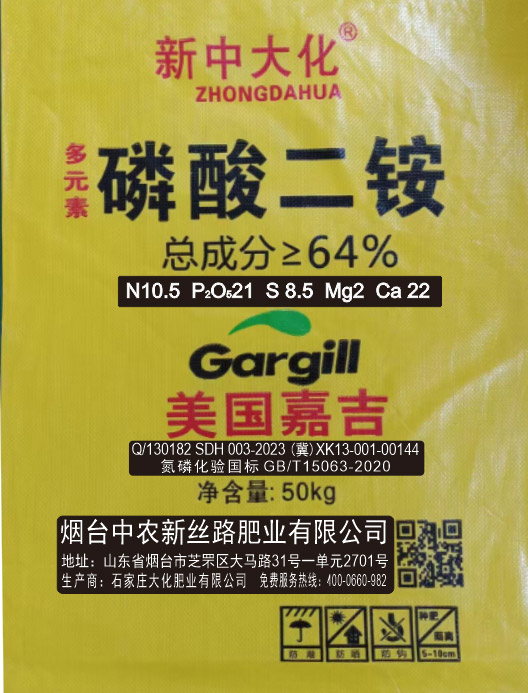 新中大化®
ZHONGDAHUA
多元素
磷酸二铵
总成分≥64%
N10.5 P₂O₅21 S 8.5 Mg2 Ca 22
Gargill
美国嘉吉
Q/130182 SDH 003-2023 (冀)XK13-001-00144
氮磷化验国标 GB/T15063-2020
净含量: 50kg
烟台中农新丝路肥业有限公司
地址: 山东省烟台市芝罘区大马路31号一单元2701号
生产商: 石家庄大化肥业有限公司 免费服务热线: 400-0660-982
防潮 防晒 防钩 种肥隔离 5-10cm